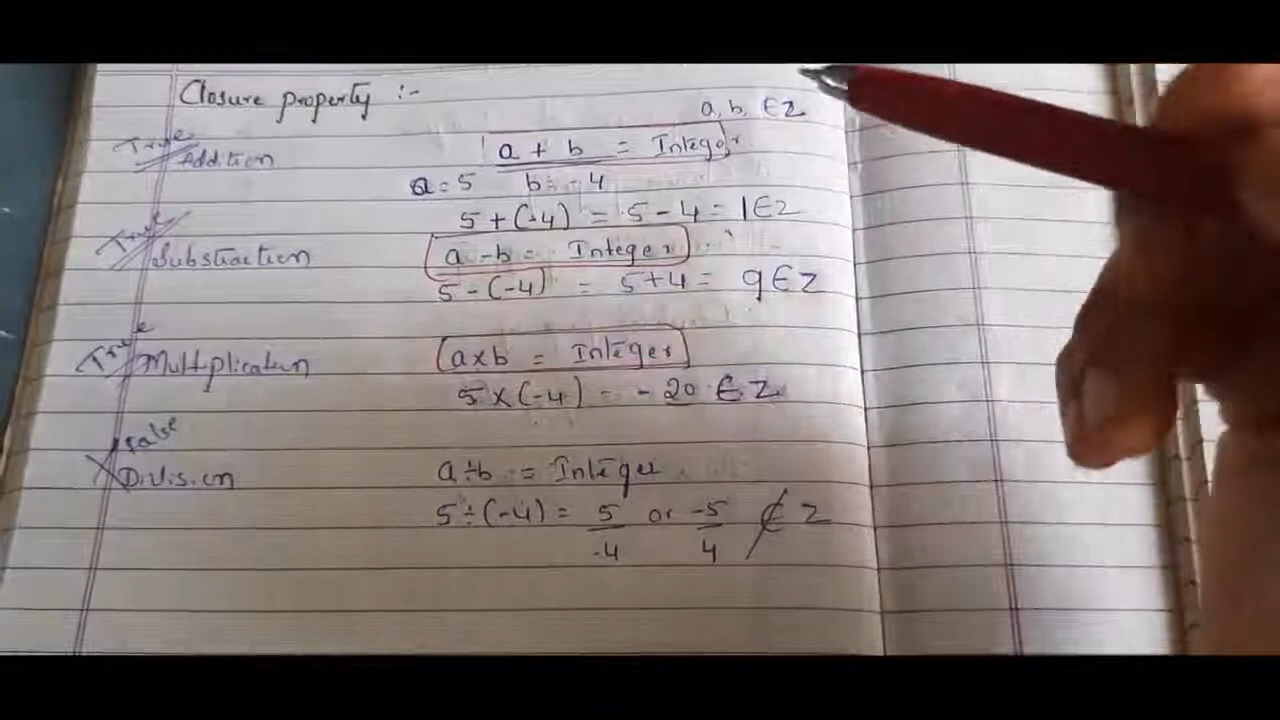 Closure property :-
a, b, ∈ Z
True
Addition a + b = Integer
a = 5 b = -4
5 + (-4) = 5 - 4 = 1 ∈ Z
True
Substraction a - b = Integer
5 - (-4) = 5 + 4 = 9 ∈ Z
True
Multiplication a × b = Integer
5 × (-4) = - 20 ∈ Z
False
Division a ÷ b = Integer
5 ÷ (-4) = 5/-4 or -5/4 ∉ Z